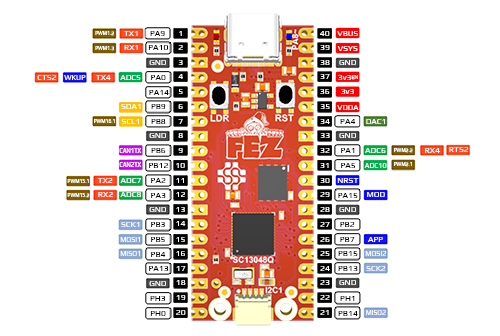 PWM1.2 TX1 PA9 1 40 VBUS
PWM1.3 RX1 PA10 2 39 VSYS
GND 3 38 GND
CTS2 WKUP TX4 ADC5 PA0 4 37 3v3EN
PA14 5 36 3v3
SDA1 PB9 6 35 VDDA
PWM10.1 SCL1 PB8 7 34 PA4 DAC1
GND 8 33 GND
CAN1TX PB6 9 32 PA1 ADC6 RX4 RTS2
CAN2TX PB12 10 31 PA5 ADC10 PWM2.1
PWM15.1 TX2 ADC7 PA2 11 30 NRST
PWM15.2 RX2 ADC8 PA3 12 29 PA15 MOD
GND 13 28 GND
SCK1 PB3 14 27 PB2
MOSI1 PB5 15 26 PB7 APP
MISO1 PB4 16 25 PB15 MOSI2
PA13 17 24 PB13 SCK2
GND 18 23 GND
PH3 19 22 PH1
PH0 20 21 PB14 MISO2
PA8
LDR RST
FEZ
SC13048Q
I2C1